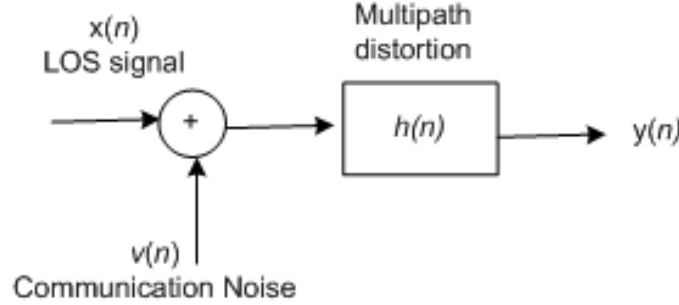 x(n)
LOS signal
Multipath
distortion
+
h(n)
y(n)
v(n)
Communication Noise